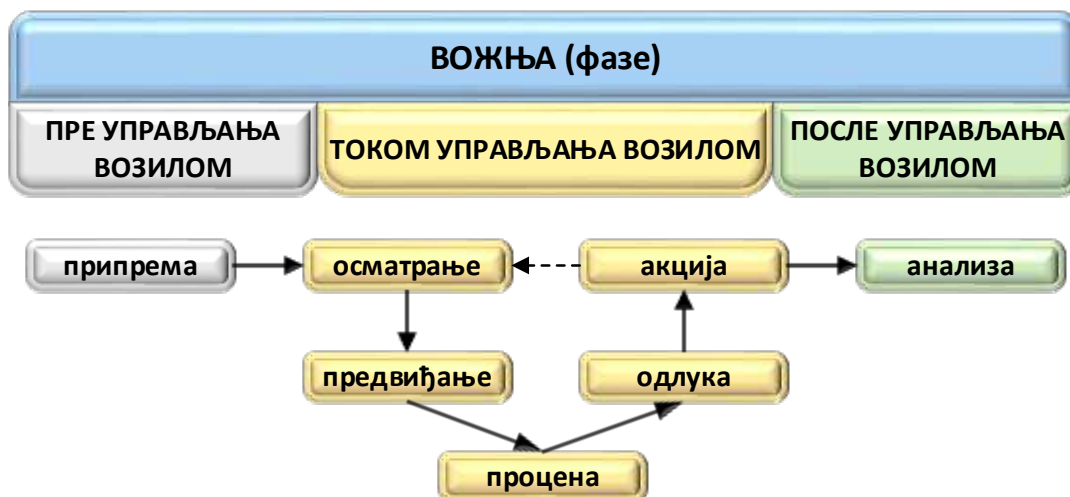 ВОЖЊА (фазе)
ПРЕ УПРАВЉАЊА
ВОЗИЛОМ
ТОКОМ УПРАВЉАЊА ВОЗИЛОМ
ПОСЛЕ УПРАВЉАЊА
ВОЗИЛОМ
припрема
осматрање
акција
анализа
предвиђање
одлука
процена